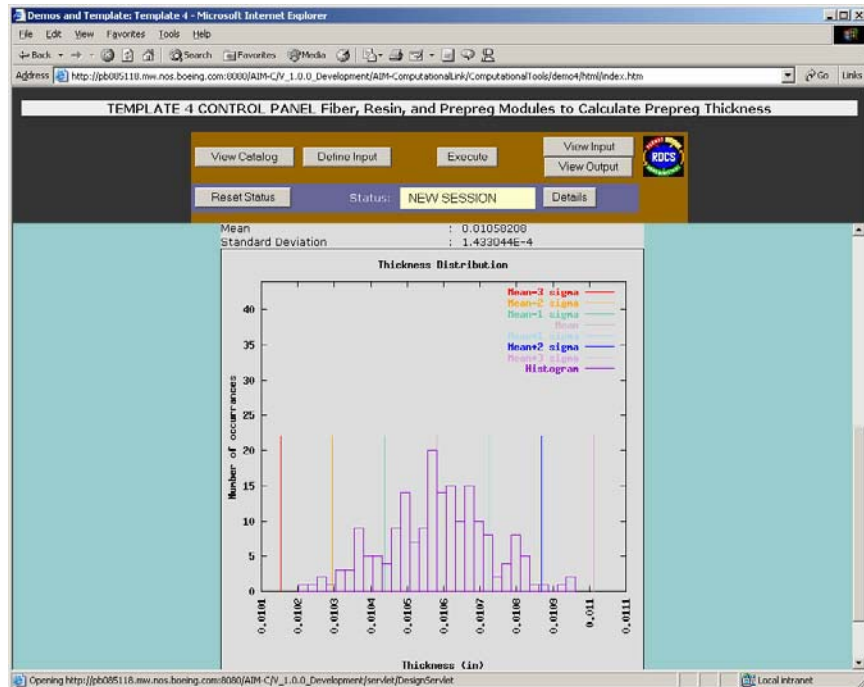 Demos and Template: Template 4 - Microsoft Internet Explorer
File Edit View Favorites Tools Help
Back Search Favorites Media
Address http://pb085118.mw.nos.boeing.com:8080/AIM-C/V_1.0.0_Development/AIM-ComputationalLink/ComputationalTools/demo4/html/index.htm Go Links
TEMPLATE 4 CONTROL PANEL Fiber, Resin, and Prepreg Modules to Calculate Prepreg Thickness
View Catalog Define Input Execute View Input
View Output
RDCS
Reset Status Status: NEW SESSION Details
Mean : 0.01058208
Standard Deviation : 1.433044E-4
Thickness Distribution
Mean-3 sigma
Mean-2 sigma
Mean-1 sigma
Mean
Mean+1 sigma
Mean+2 sigma
Mean+3 sigma
Histogram
Number of occurrances
40
35
30
25
20
15
10
5
0
0.0101 0.0102 0.0103 0.0104 0.0105 0.0106 0.0107 0.0108 0.0109 0.011 0.0111
Thickness (in)
Opening http://pb085118.mw.nos.boeing.com:8080/AIM-C/V_1.0.0_Development/servlet/DesignServlet Local intranet